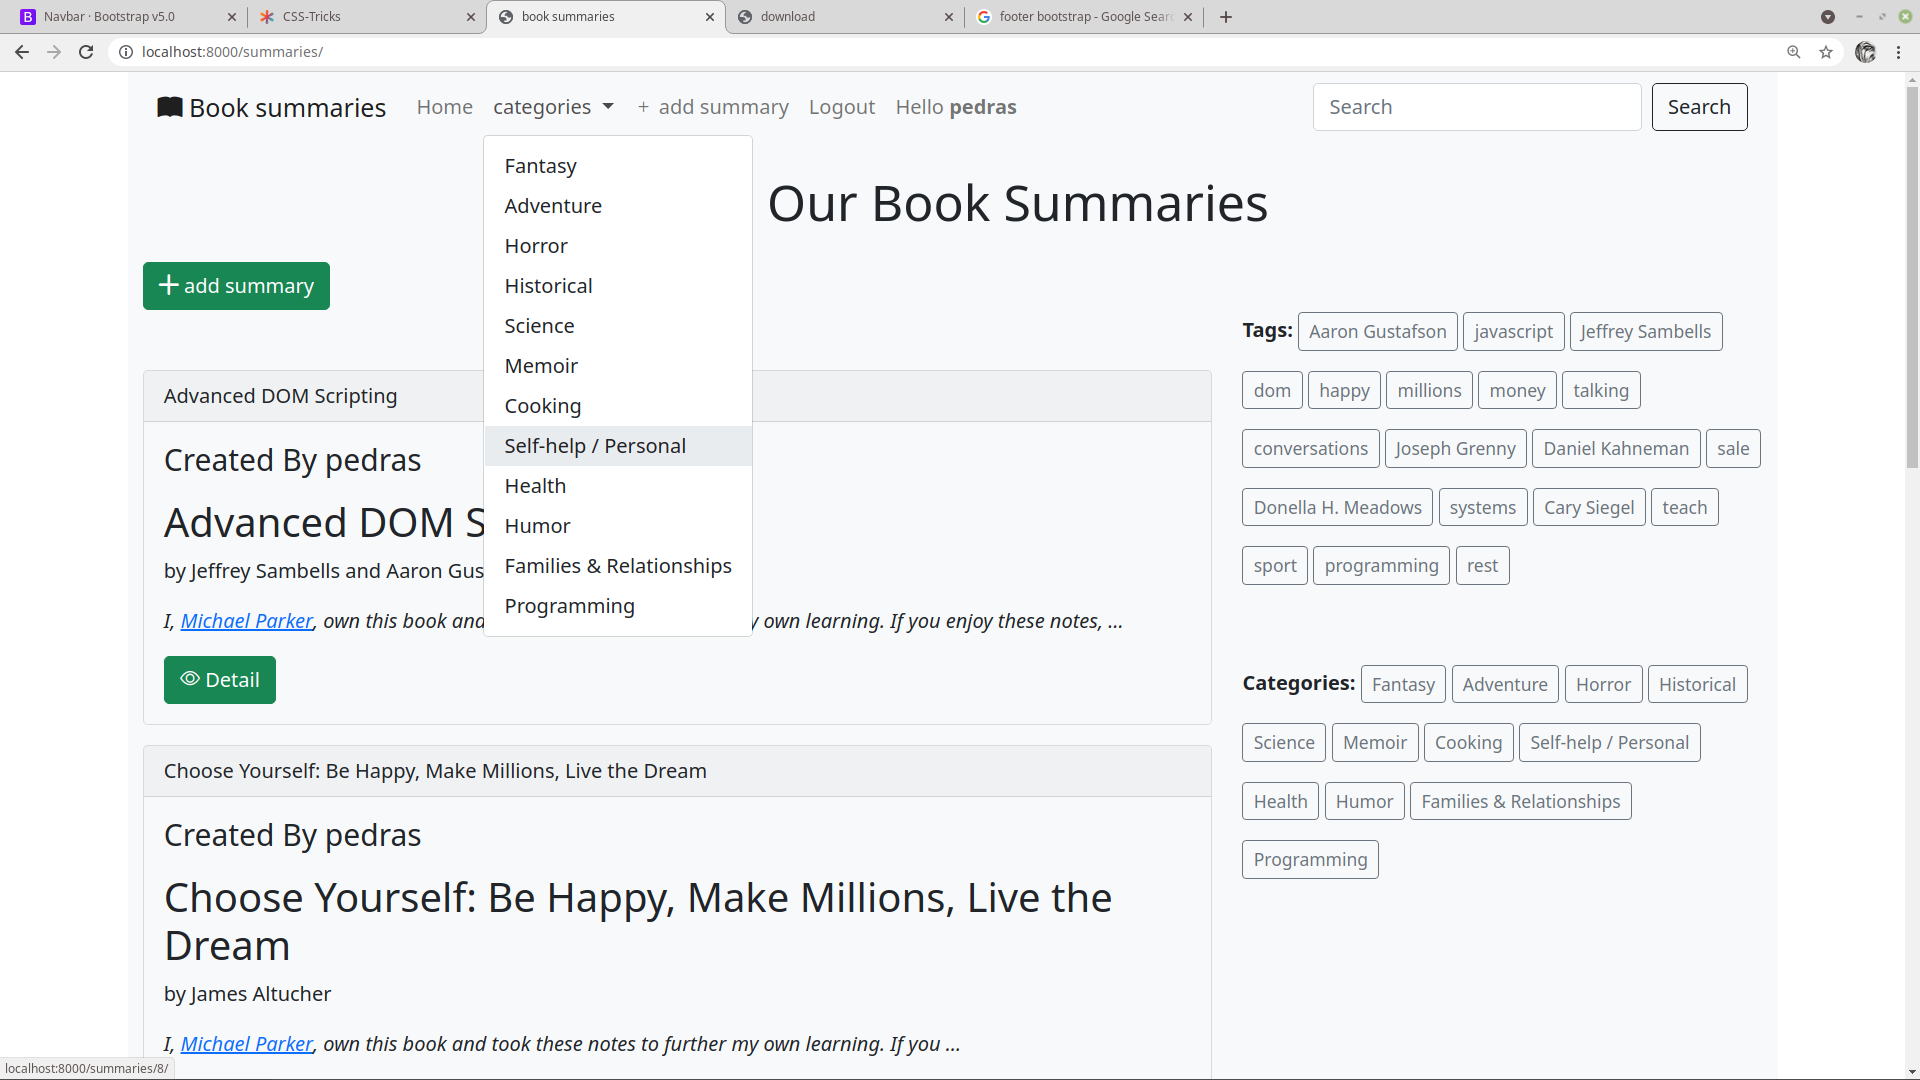 Navbar · Bootstrap v5.0
CSS-Tricks
book summaries
download
footer bootstrap - Google Sear
localhost:8000/summaries/
Book summaries
Home
categories
+ add summary
Logout
Hello pedras
Search
Search
Fantasy
Adventure
Horror
Historical
Science
Memoir
Cooking
Self-help / Personal
Health
Humor
Families & Relationships
Programming
Our Book Summaries
+ add summary
Advanced DOM Scripting
Created By pedras
Advanced DOM S
by Jeffrey Sambells and Aaron Gus
I, Michael Parker, own this book and y own learning. If you enjoy these notes, ...
Detail
Choose Yourself: Be Happy, Make Millions, Live the Dream
Created By pedras
Choose Yourself: Be Happy, Make Millions, Live the
Dream
by James Altucher
I, Michael Parker, own this book and took these notes to further my own learning. If you ...
Tags: Aaron Gustafson javascript Jeffrey Sambells
dom happy millions money talking
conversations Joseph Grenny Daniel Kahneman sale
Donella H. Meadows systems Cary Siegel teach
sport programming rest
Categories: Fantasy Adventure Horror Historical
Science Memoir Cooking Self-help / Personal
Health Humor Families & Relationships
Programming
localhost:8000/summaries/8/